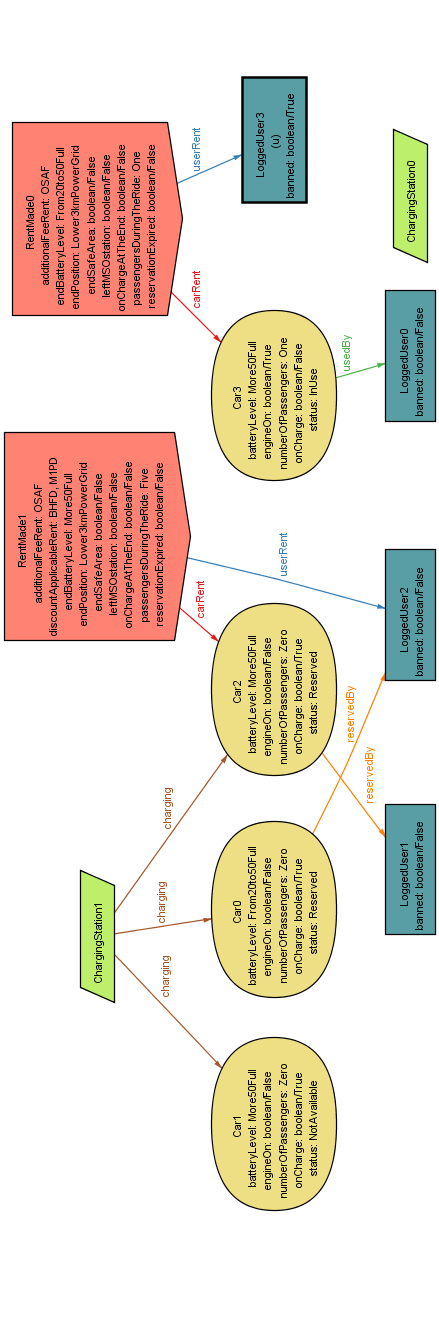 ChargingStation1
RentMade1
additionalFeeRent: OSAF
discountApplicableRent: BHFD, M1PD
endBatteryLevel: More50Full
endPosition: Lower3kmPowerGrid
endSafeArea: boolean/False
leftMSOstation: boolean/False
onChargeAtTheEnd: boolean/False
passengersDuringTheRide: Five
reservationExpired: boolean/False
RentMade0
additionalFeeRent: OSAF
endBatteryLevel: From20to50Full
endPosition: Lower3kmPowerGrid
endSafeArea: boolean/False
leftMSOstation: boolean/False
onChargeAtTheEnd: boolean/False
passengersDuringTheRide: One
reservationExpired: boolean/False
charging
charging
charging
carRent
userRent
carRent
userRent
Car1
batteryLevel: More50Full
engineOn: boolean/False
numberOfPassengers: Zero
onCharge: boolean/True
status: NotAvailable
Car0
batteryLevel: From20to50Full
engineOn: boolean/False
numberOfPassengers: Zero
onCharge: boolean/True
status: Reserved
Car2
batteryLevel: More50Full
engineOn: boolean/False
numberOfPassengers: Zero
onCharge: boolean/True
status: Reserved
Car3
batteryLevel: More50Full
engineOn: boolean/True
numberOfPassengers: One
onCharge: boolean/False
status: InUse
LoggedUser3
(u)
banned: boolean/True
reservedBy
reservedBy
usedBy
LoggedUser1
banned: boolean/False
LoggedUser2
banned: boolean/False
LoggedUser0
banned: boolean/False
ChargingStation0